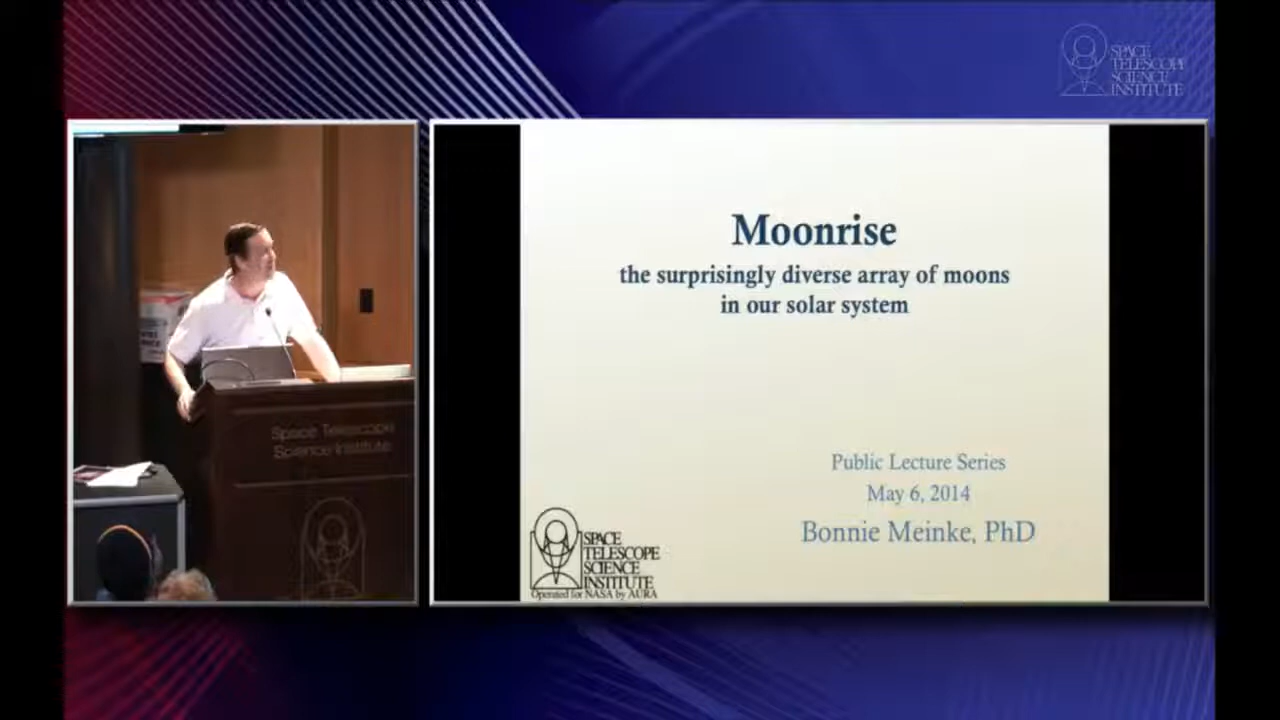 SPACE
TELESCOPE
SCIENCE
INSTITUTE
Moonrise
the surprisingly diverse array of moons
in our solar system
Public Lecture Series
May 6, 2014
Bonnie Meinke, PhD
SPACE
TELESCOPE
SCIENCE
INSTITUTE
Operated for NASA by AURA
Space Telescope
Science Institute